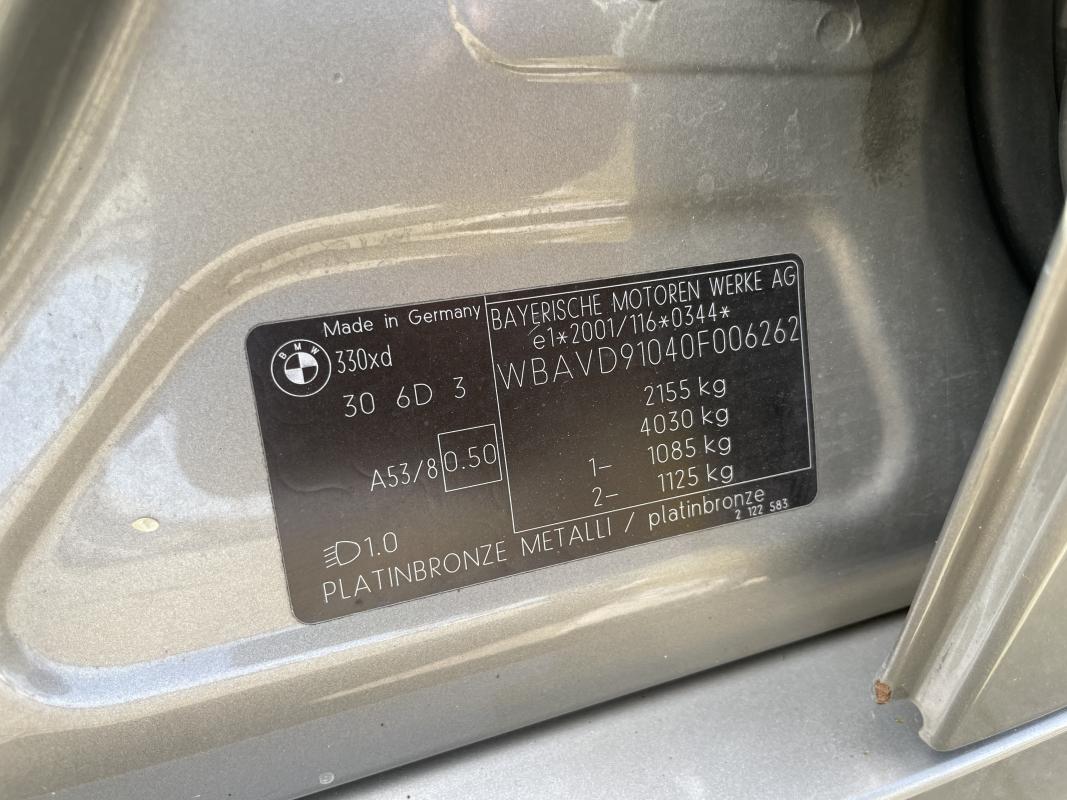 Made in Germany
BMW
330xd
30 6D 3
A53/8 0.50
1.0
BAYERISCHE MOTOREN WERKE AG
e1*2001/116*0344*
WBAVD91040F006262
2155 kg
4030 kg
1– 1085 kg
2– 1125 kg
PLATINBRONZE METALLI / platinbronze
2 122 583